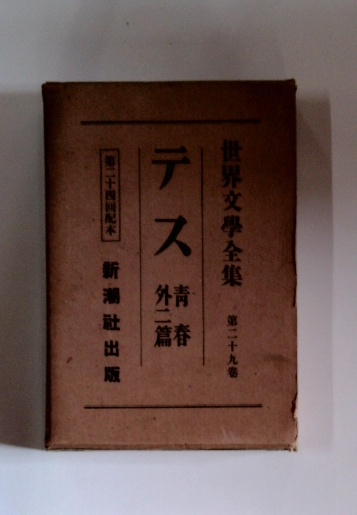 世界文學全集 第二十九卷
テス 青春 外二篇
第二十四回配本
新潮社出版